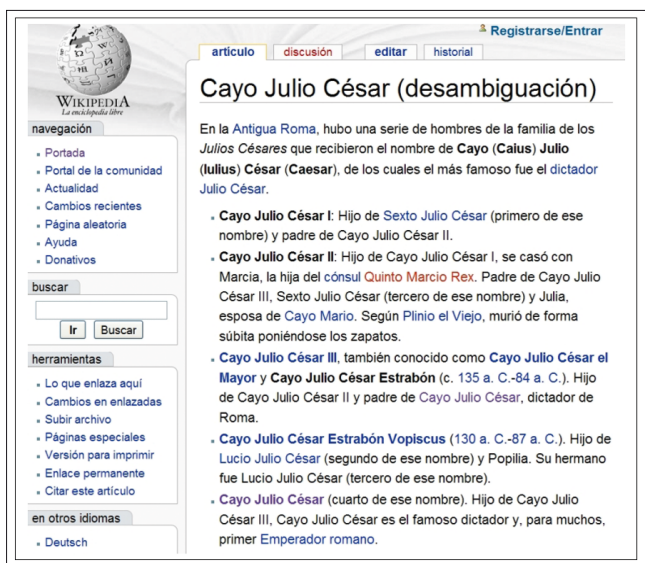 Registrarse/Entrar
artículo discusión editar historial
WIKIPEDIA
La enciclopedia libre
navegación
Portada
Portal de la comunidad
Actualidad
Cambios recientes
Página aleatoria
Ayuda
Donativos
buscar
Ir Buscar
herramientas
Lo que enlaza aquí
Cambios en enlazadas
Subir archivo
Páginas especiales
Versión para imprimir
Enlace permanente
Citar este artículo
en otros idiomas
Deutsch
Cayo Julio César (desambiguación)
En la Antigua Roma, hubo una serie de hombres de la familia de los
Julios Césares que recibieron el nombre de Cayo (Caius) Julio
(Iulius) César (Caesar), de los cuales el más famoso fue el dictador
Julio César.
Cayo Julio César I: Hijo de Sexto Julio César (primero de ese
nombre) y padre de Cayo Julio César II.
Cayo Julio César II: Hijo de Cayo Julio César I, se casó con
Marcia, la hija del cónsul Quinto Marcio Rex. Padre de Cayo Julio
César III, Sexto Julio César (tercero de ese nombre) y Julia,
esposa de Cayo Mario. Según Plinio el Viejo, murió de forma
súbita poniéndose los zapatos.
Cayo Julio César III, también conocido como Cayo Julio César el
Mayor y Cayo Julio César Estrabón (c. 135 a. C.-84 a. C.). Hijo
de Cayo Julio César II y padre de Cayo Julio César, dictador de
Roma.
Cayo Julio César Estrabón Vopiscus (130 a. C.-87 a. C.). Hijo de
Lucio Julio César (segundo de ese nombre) y Popilia. Su hermano
fue Lucio Julio César (tercero de ese nombre).
Cayo Julio César (cuarto de ese nombre). Hijo de Cayo Julio
César III, Cayo Julio César es el famoso dictador y, para muchos,
primer Emperador romano.